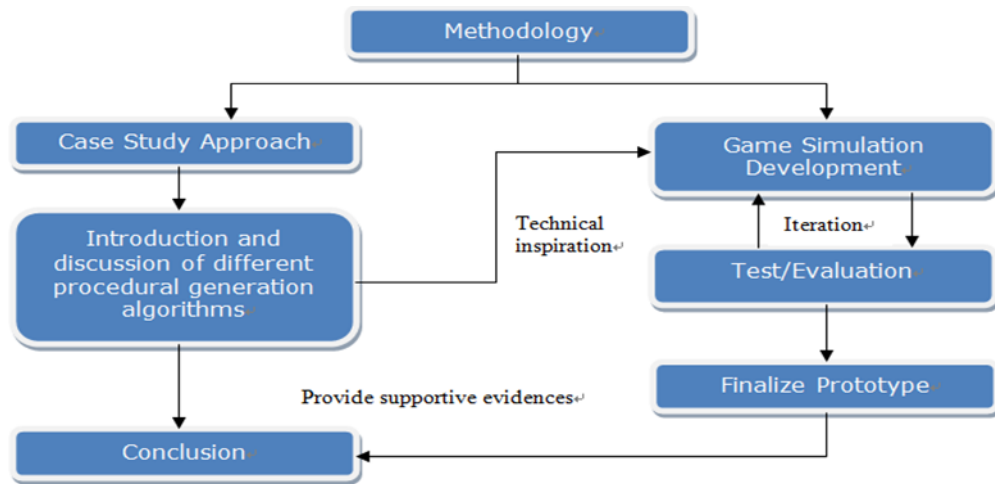 Methodology
Case Study Approach
Game Simulation
Development
Introduction and
discussion of different
procedural generation
algorithms
Technical
inspiration
Iteration
Test/Evaluation
Finalize Prototype
Provide supportive evidences
Conclusion